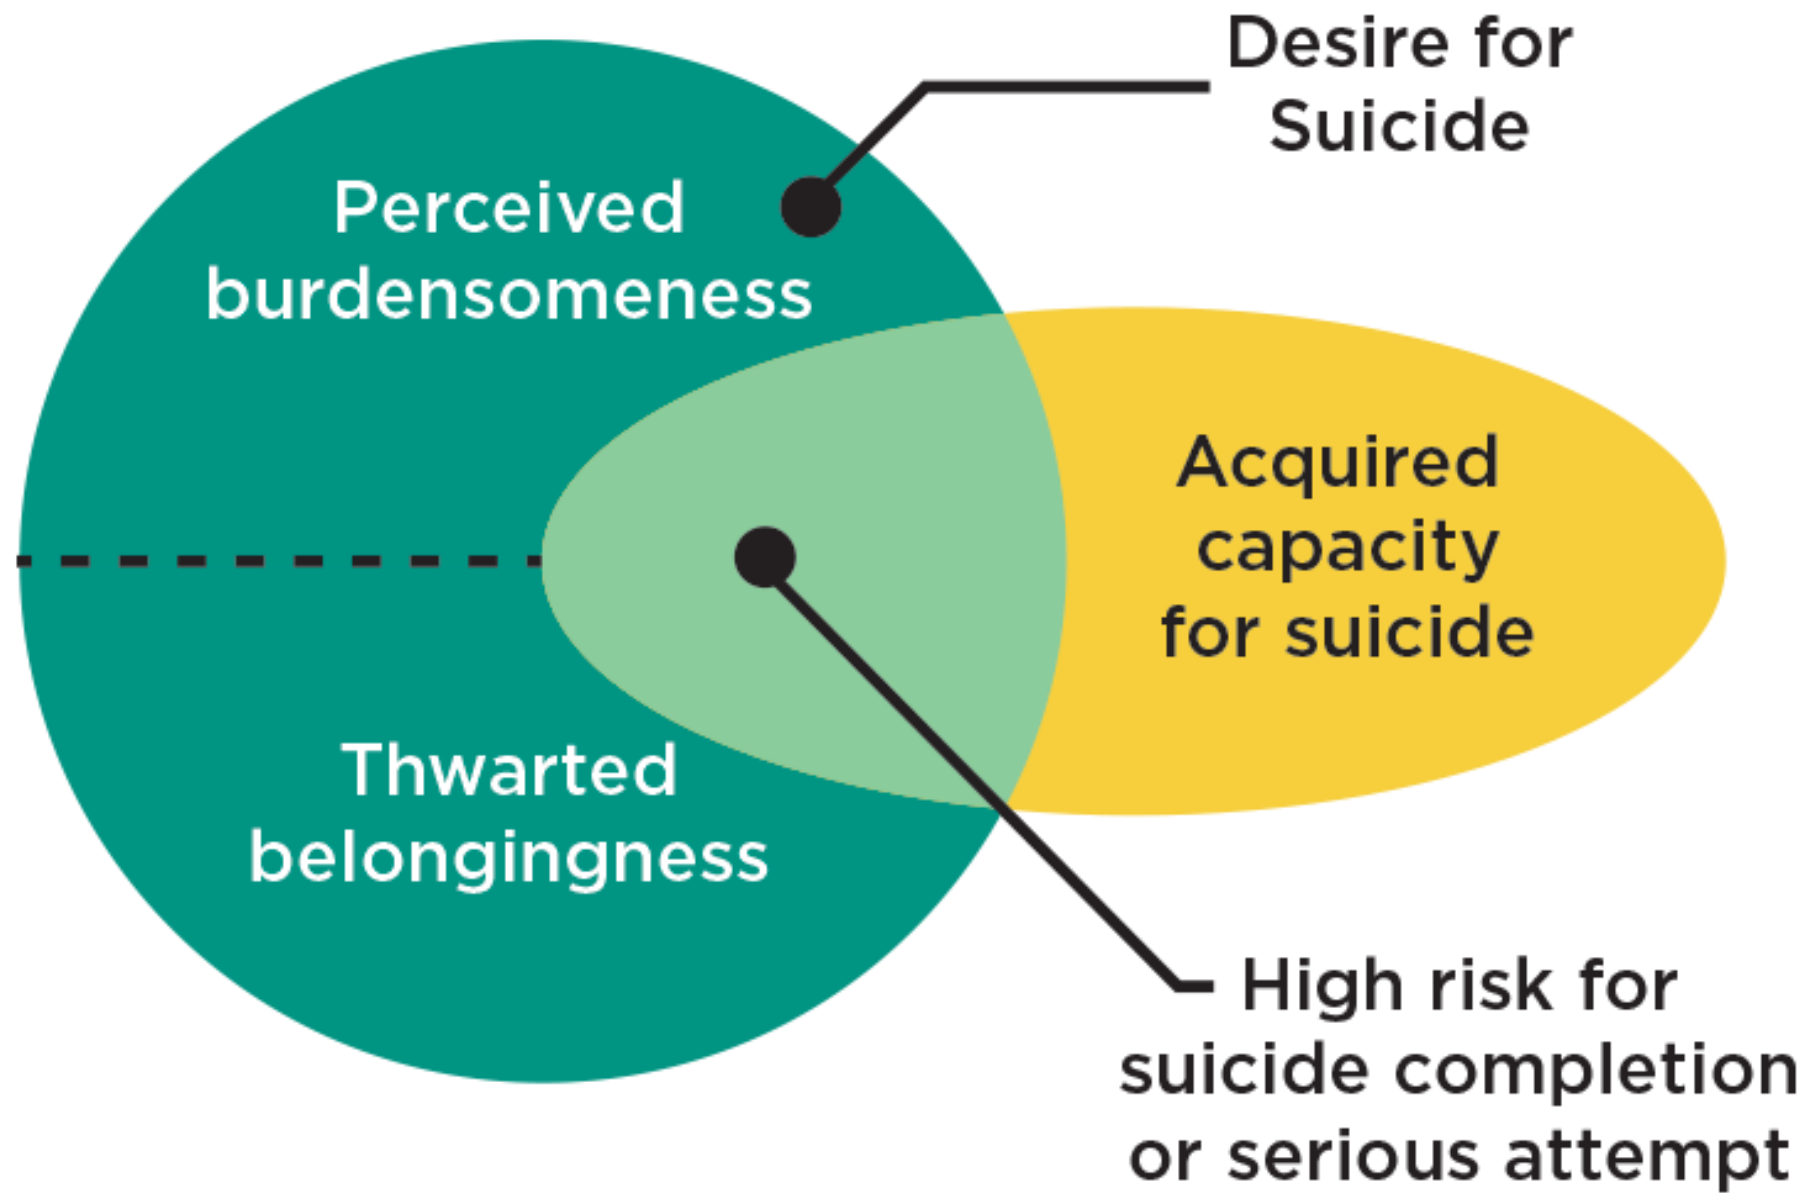 Desire for
Suicide
Perceived
burdensomeness
Acquired
capacity
for suicide
Thwarted
belongingness
High risk for
suicide completion
or serious attempt